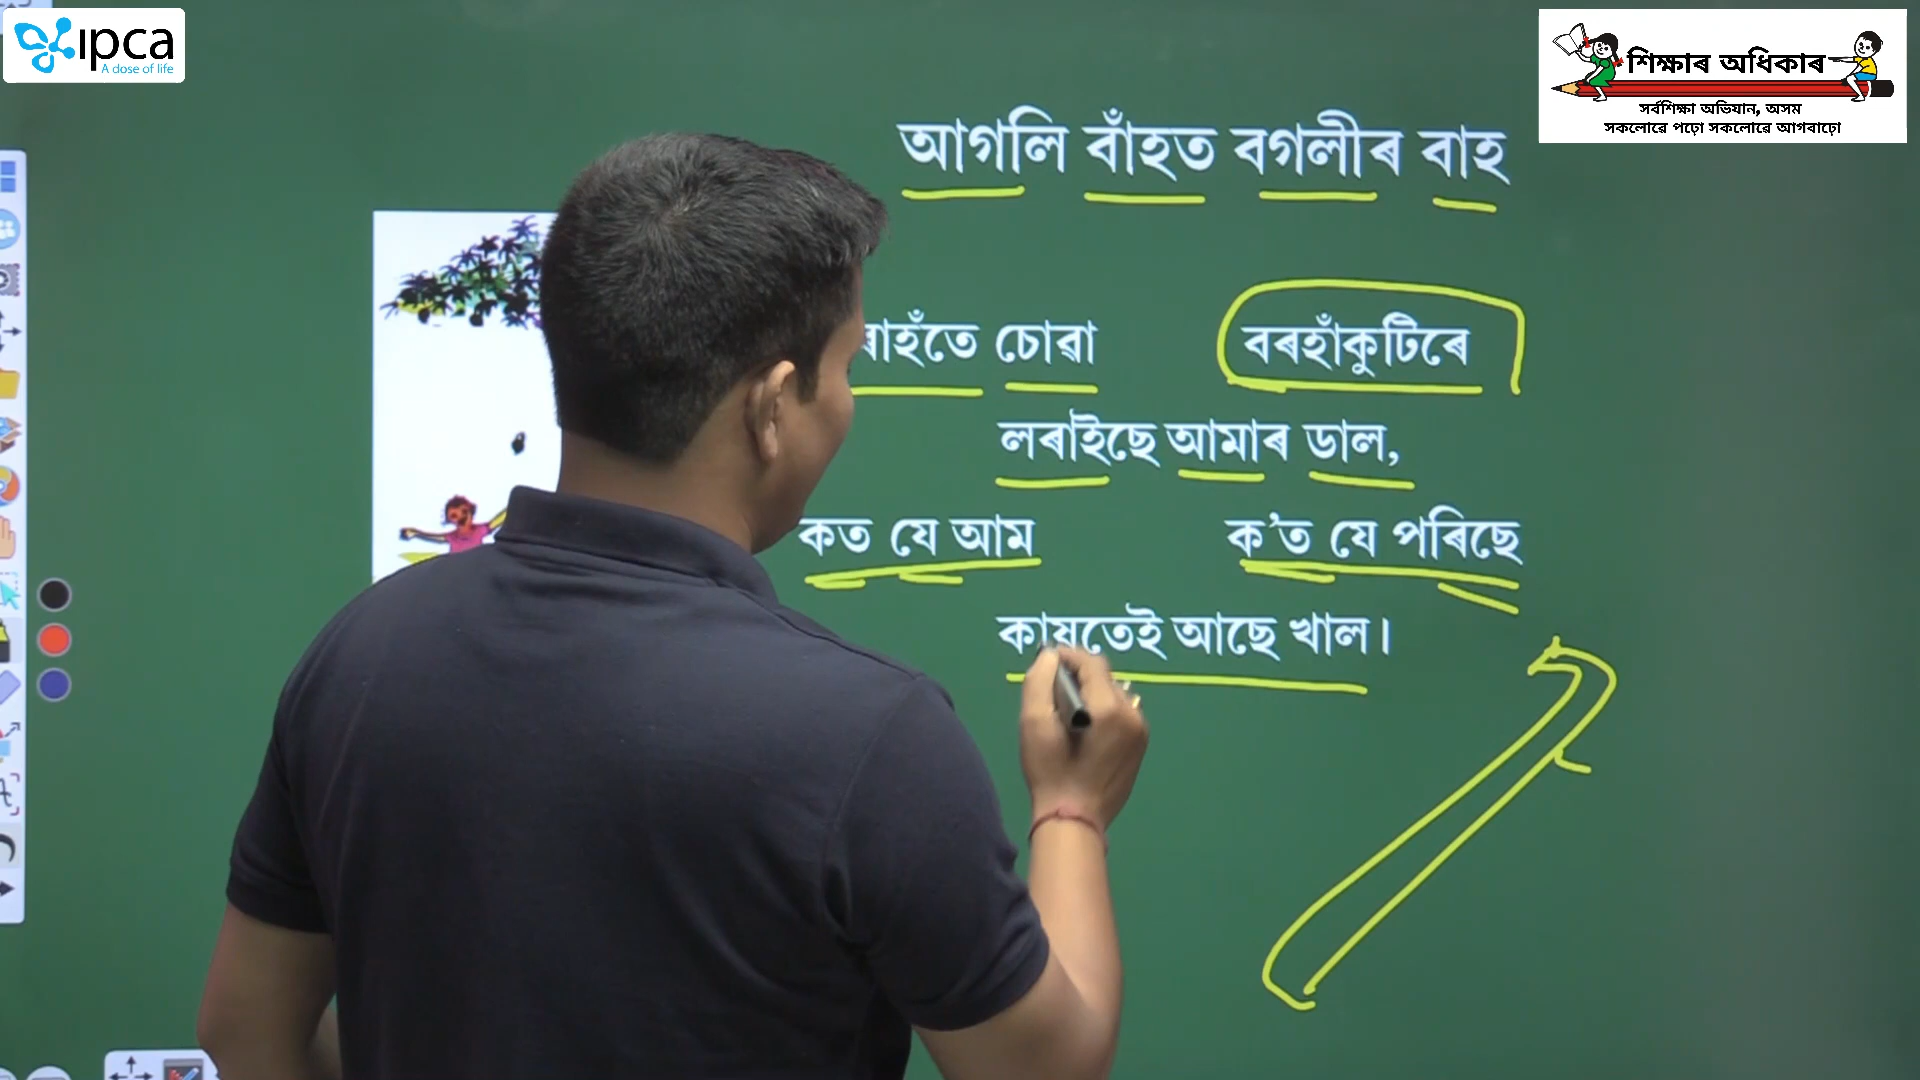 ipca
A dose of life
শিক্ষাৰ অধিকাৰ
সৰ্বশিক্ষা অভিযান, অসম
সকলোৱে পঢ়ো সকলোৱে আগবাঢ়ো
আগলি বাঁহত বগলীৰ বাহ
চোৱা বৰহাঁকুটিৰে
লৰাইছে আমাৰ ডাল,
কত যে আম ক'ত যে পৰিছে
কাষতেই আছে খাল।